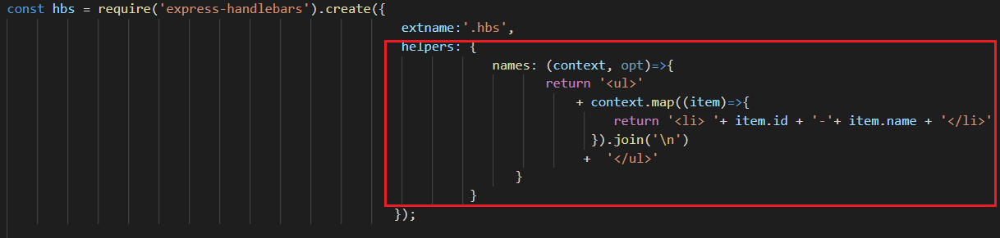 const hbs = require('express-handlebars').create({
extname:'.hbs',
helpers: {
names: (context, opt)=>{
return '<ul>'
+ context.map((item)=>{
return '<li> '+ item.id + '-'+ item.name + '</li>'
}).join('\n')
+  '</ul>'
}
}
});